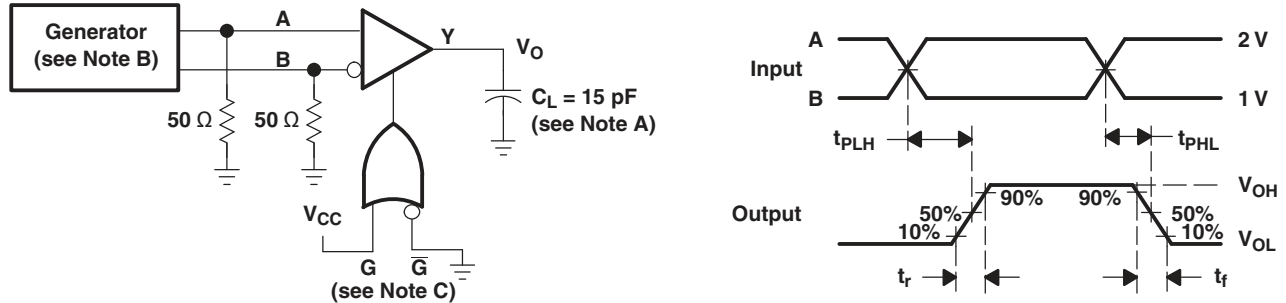 Generator
(see Note B)
A
B
Y
V_O
50 Ω
50 Ω
C_L = 15 pF
(see Note A)
V_CC
G
G̅
(see Note C)
A
Input
B
2 V
1 V
t_PLH
t_PHL
Output
10%
50%
90%
90%
50%
10%
V_OH
V_OL
t_r
t_f